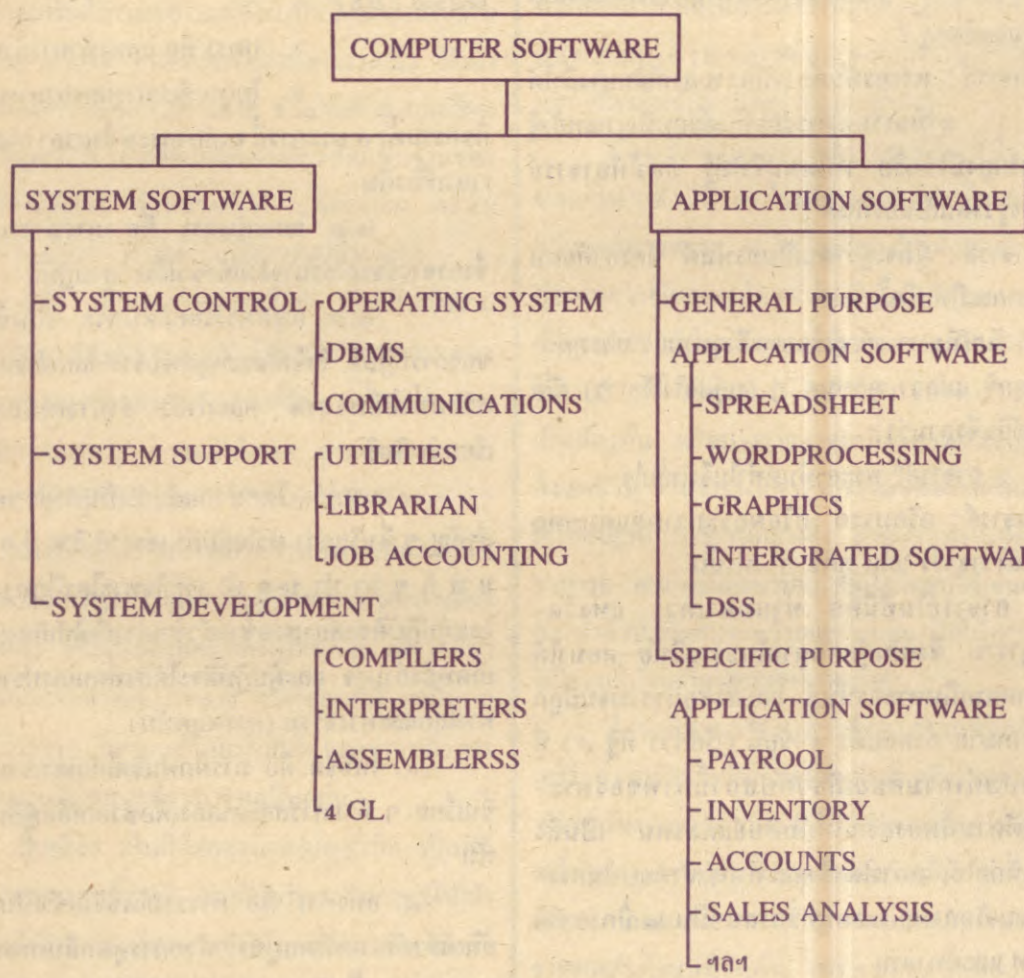 COMPUTER SOFTWARE
SYSTEM SOFTWARE
SYSTEM CONTROL
OPERATING SYSTEM
DBMS
COMMUNICATIONS
SYSTEM SUPPORT
UTILITIES
LIBRARIAN
JOB ACCOUNTING
SYSTEM DEVELOPMENT
COMPILERS
INTERPRETERS
ASSEMBLERSS
4 GL
APPLICATION SOFTWARE
GENERAL PURPOSE
APPLICATION SOFTWARE
SPREADSHEET
WORDPROCESSING
GRAPHICS
INTERGRATED SOFTWAR
DSS
SPECIFIC PURPOSE
APPLICATION SOFTWARE
PAYROOL
INVENTORY
ACCOUNTS
SALES ANALYSIS
ฯลฯ